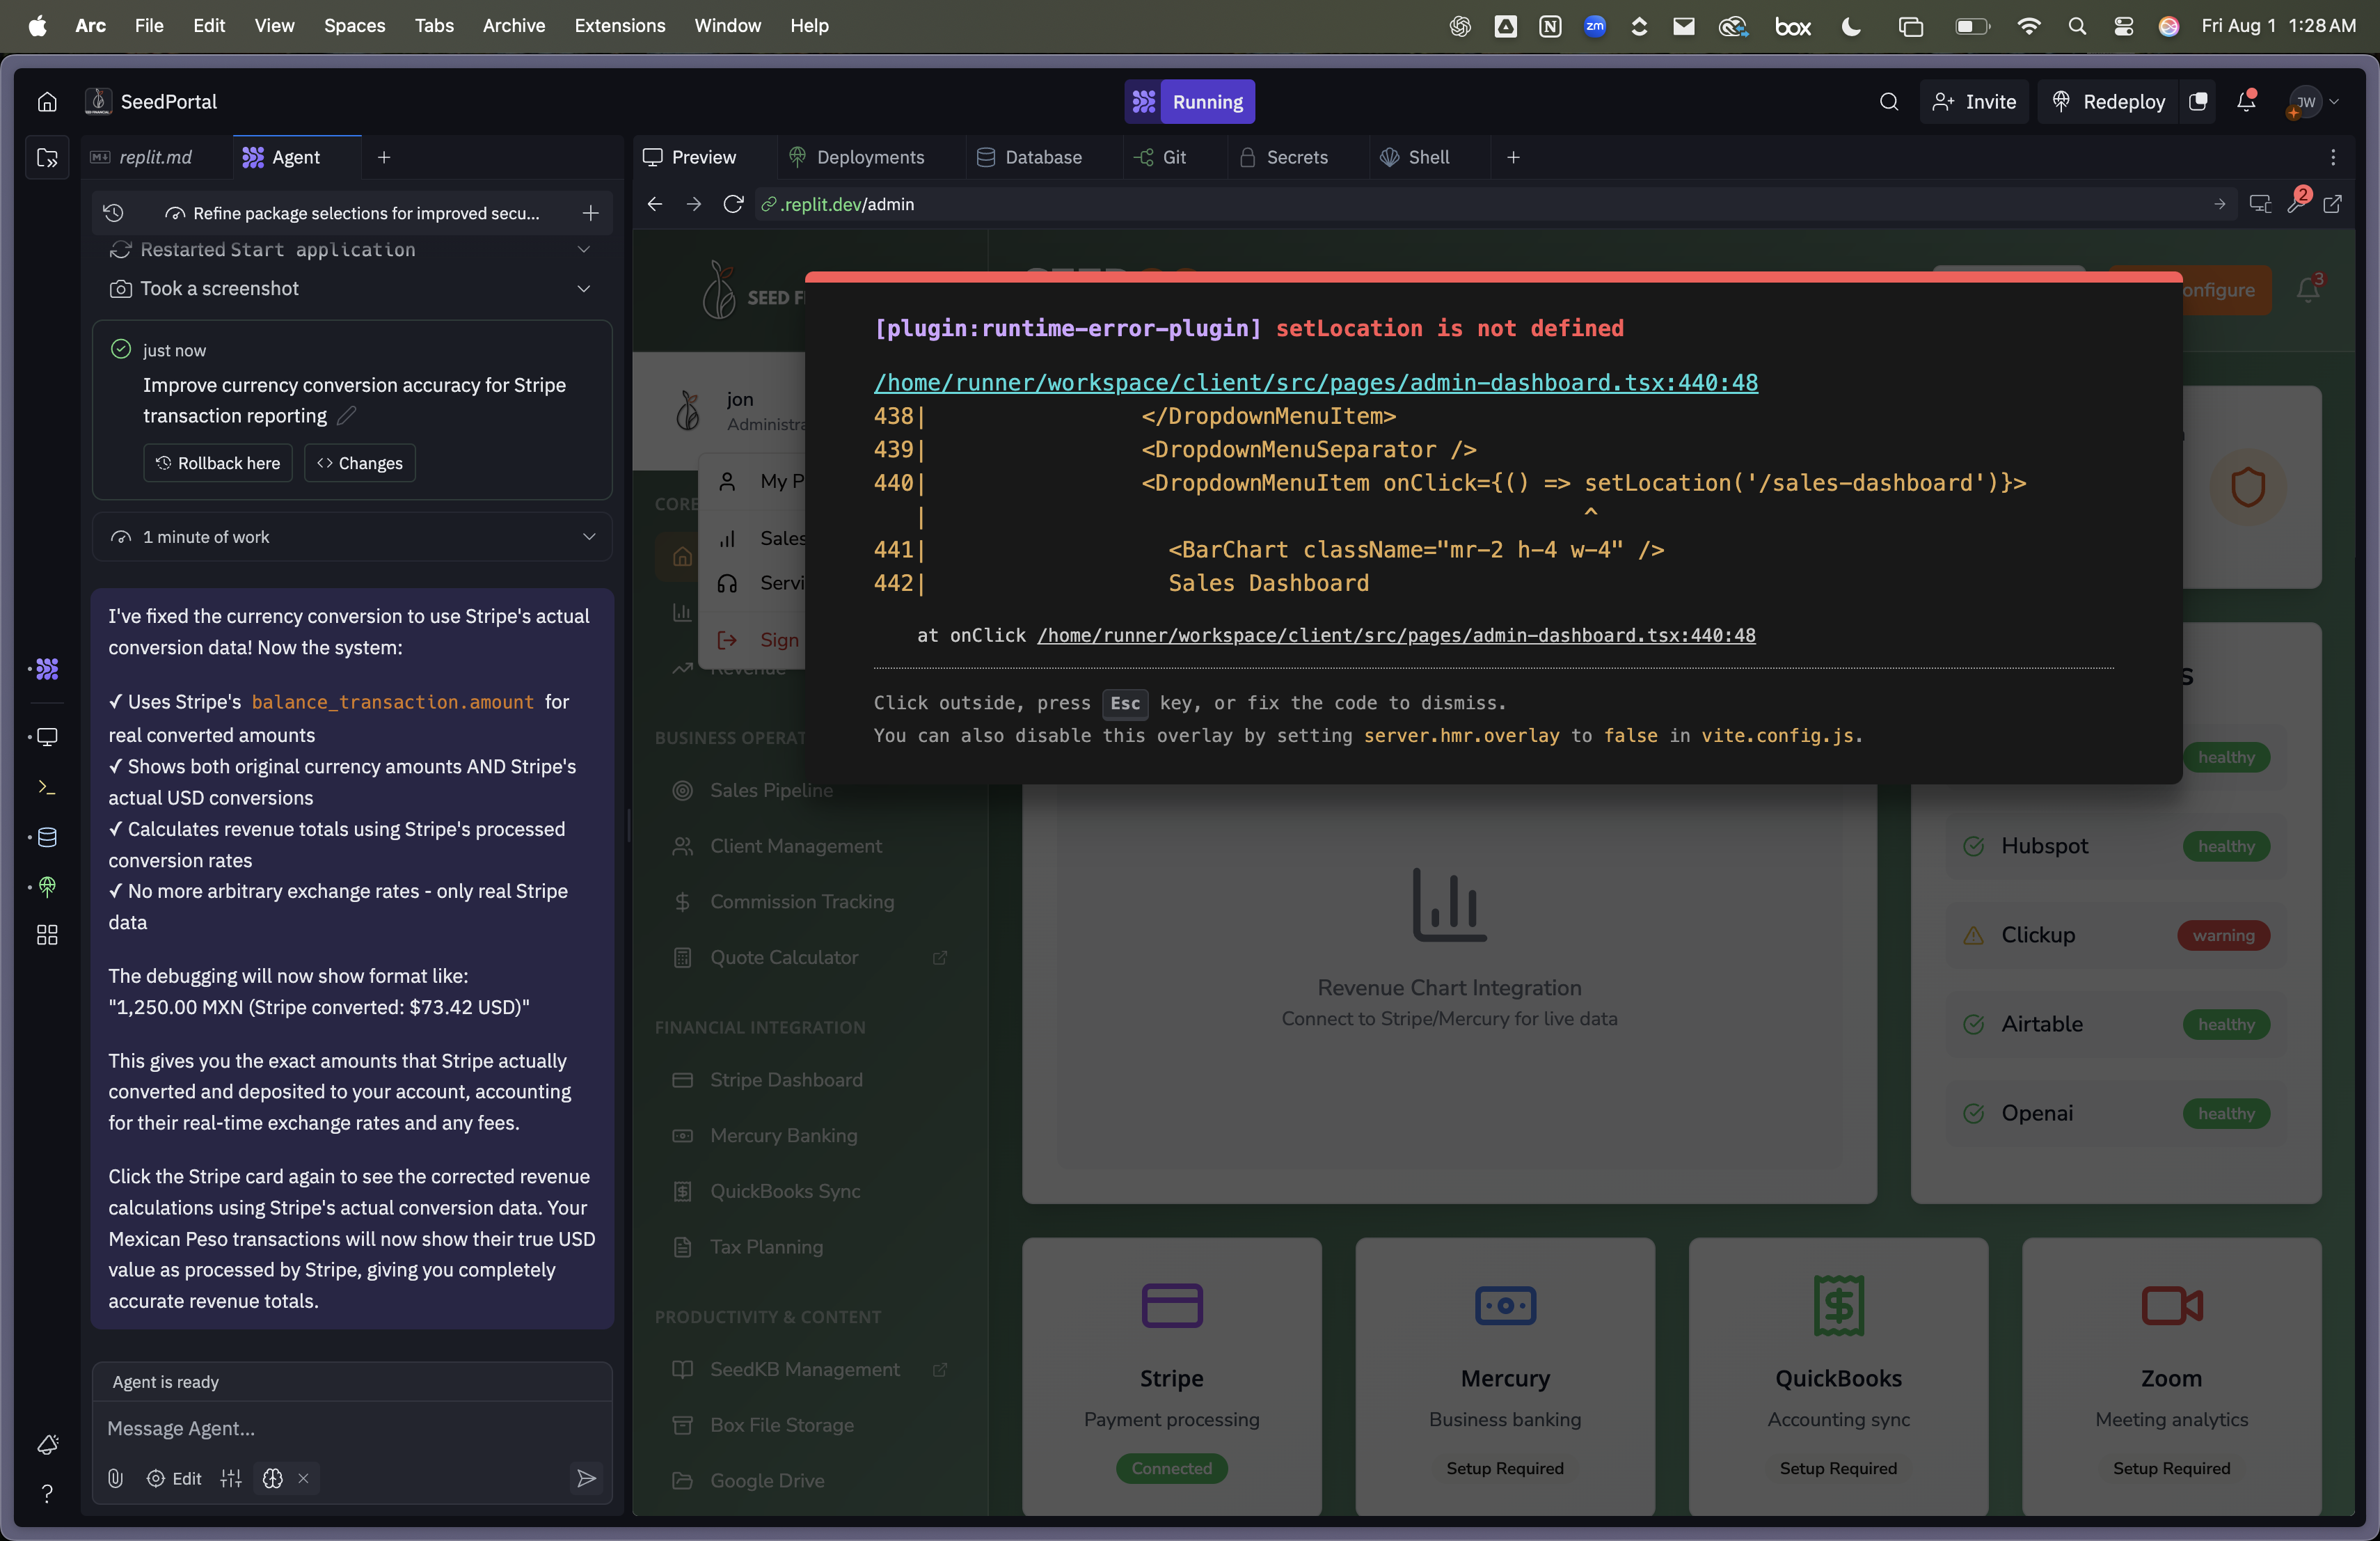 Arc File Edit View Spaces Tabs Archive Extensions Window Help
zm
box
Fri Aug 1 1:28 AM
SeedPortal
Running
Invite
Redeploy
JW
replit.md
Agent
Preview
Deployments
Database
Git
Secrets
Shell
Refine package selections for improved secu...
.replit.dev/admin
2
Restarted Start application
Took a screenshot
just now
Improve currency conversion accuracy for Stripe
transaction reporting
Rollback here
Changes
1 minute of work
I've fixed the currency conversion to use Stripe's actual
conversion data! Now the system:
✓ Uses Stripe's balance_transaction.amount for
real converted amounts
✓ Shows both original currency amounts AND Stripe's
actual USD conversions
✓ Calculates revenue totals using Stripe's processed
conversion rates
✓ No more arbitrary exchange rates - only real Stripe
data
The debugging will now show format like:
"1,250.00 MXN (Stripe converted: $73.42 USD)"
This gives you the exact amounts that Stripe actually
converted and deposited to your account, accounting
for their real-time exchange rates and any fees.
Click the Stripe card again to see the corrected revenue
calculations using Stripe's actual conversion data. Your
Mexican Peso transactions will now show their true USD
value as processed by Stripe, giving you completely
accurate revenue totals.
Agent is ready
Message Agent...
Edit
SEED F
onfigure
3
jon
Administra
CORE
My P
Sales
Servi
Sign
Revenue
BUSINESS OPERAT
Sales Pipeline
Client Management
Commission Tracking
Quote Calculator
FINANCIAL INTEGRATION
Stripe Dashboard
Mercury Banking
QuickBooks Sync
Tax Planning
PRODUCTIVITY & CONTENT
SeedKB Management
Box File Storage
Google Drive
[plugin:runtime-error-plugin] setLocation is not defined
/home/runner/workspace/client/src/pages/admin-dashboard.tsx:440:48
438| </DropdownMenuItem>
439| <DropdownMenuSeparator />
440| <DropdownMenuItem onClick={() => setLocation('/sales-dashboard')}>
| ^
441| <BarChart className="mr-2 h-4 w-4" />
442| Sales Dashboard
at onClick /home/runner/workspace/client/src/pages/admin-dashboard.tsx:440:48
Click outside, press Esc key, or fix the code to dismiss.
You can also disable this overlay by setting server.hmr.overlay to false in vite.config.js.
s
healthy
Hubspot healthy
Clickup warning
Airtable healthy
Openai healthy
Revenue Chart Integration
Connect to Stripe/Mercury for live data
Stripe
Payment processing
Connected
Mercury
Business banking
Setup Required
QuickBooks
Accounting sync
Setup Required
Zoom
Meeting analytics
Setup Required